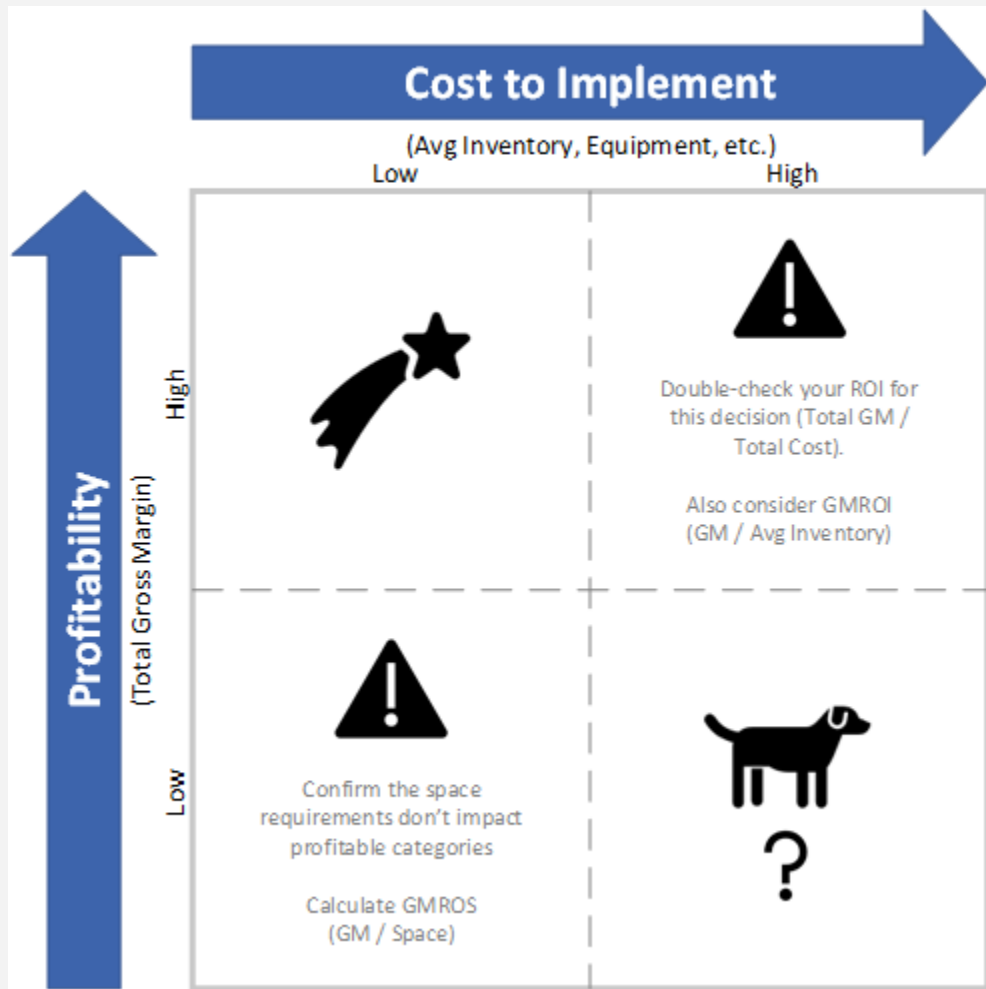 Cost to Implement
(Avg Inventory, Equipment, etc.)
Low
High
Profitability
(Total Gross Margin)
High
Low
Double-check your ROI for
this decision (Total GM /
Total Cost).
Also consider GMROI
(GM / Avg Inventory)
Confirm the space
requirements don't impact
profitable categories
Calculate GMROS
(GM / Space)
?